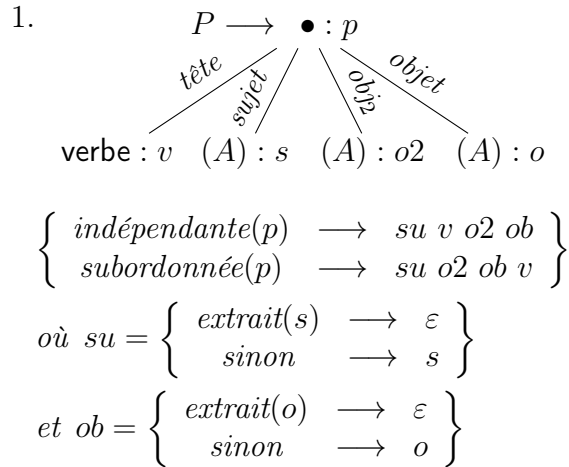 1.
P ⟶ • : p
tête sujet obj2 objet
verbe : v (A) : s (A) : o2 (A) : o
{ indépendante(p) ⟶ su v o2 ob
subordonnée(p) ⟶ su o2 ob v }
où su = { extrait(s) ⟶ ε
sinon ⟶ s }
et ob = { extrait(o) ⟶ ε
sinon ⟶ o }